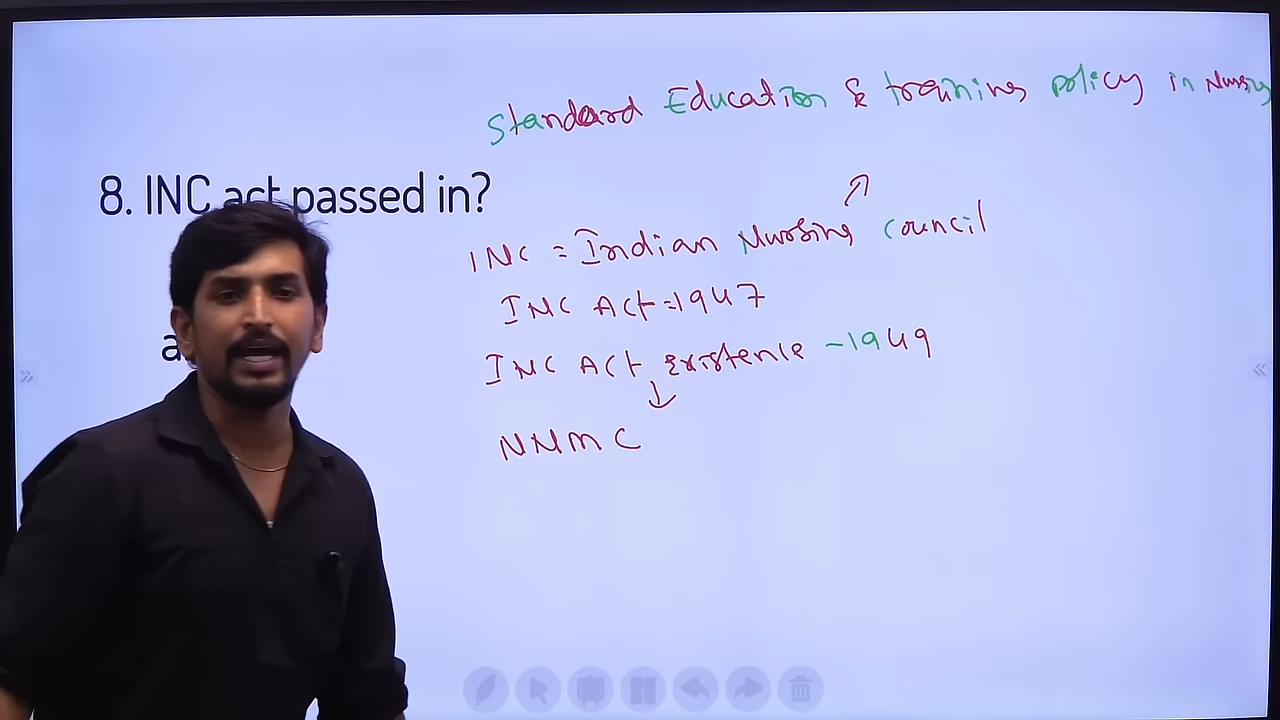 Standard Education & training policy in Nursing
8. INC act passed in?
INC = Indian Nursing Council
INC Act = 1947
a
INC Act Existence - 1949
NNMC